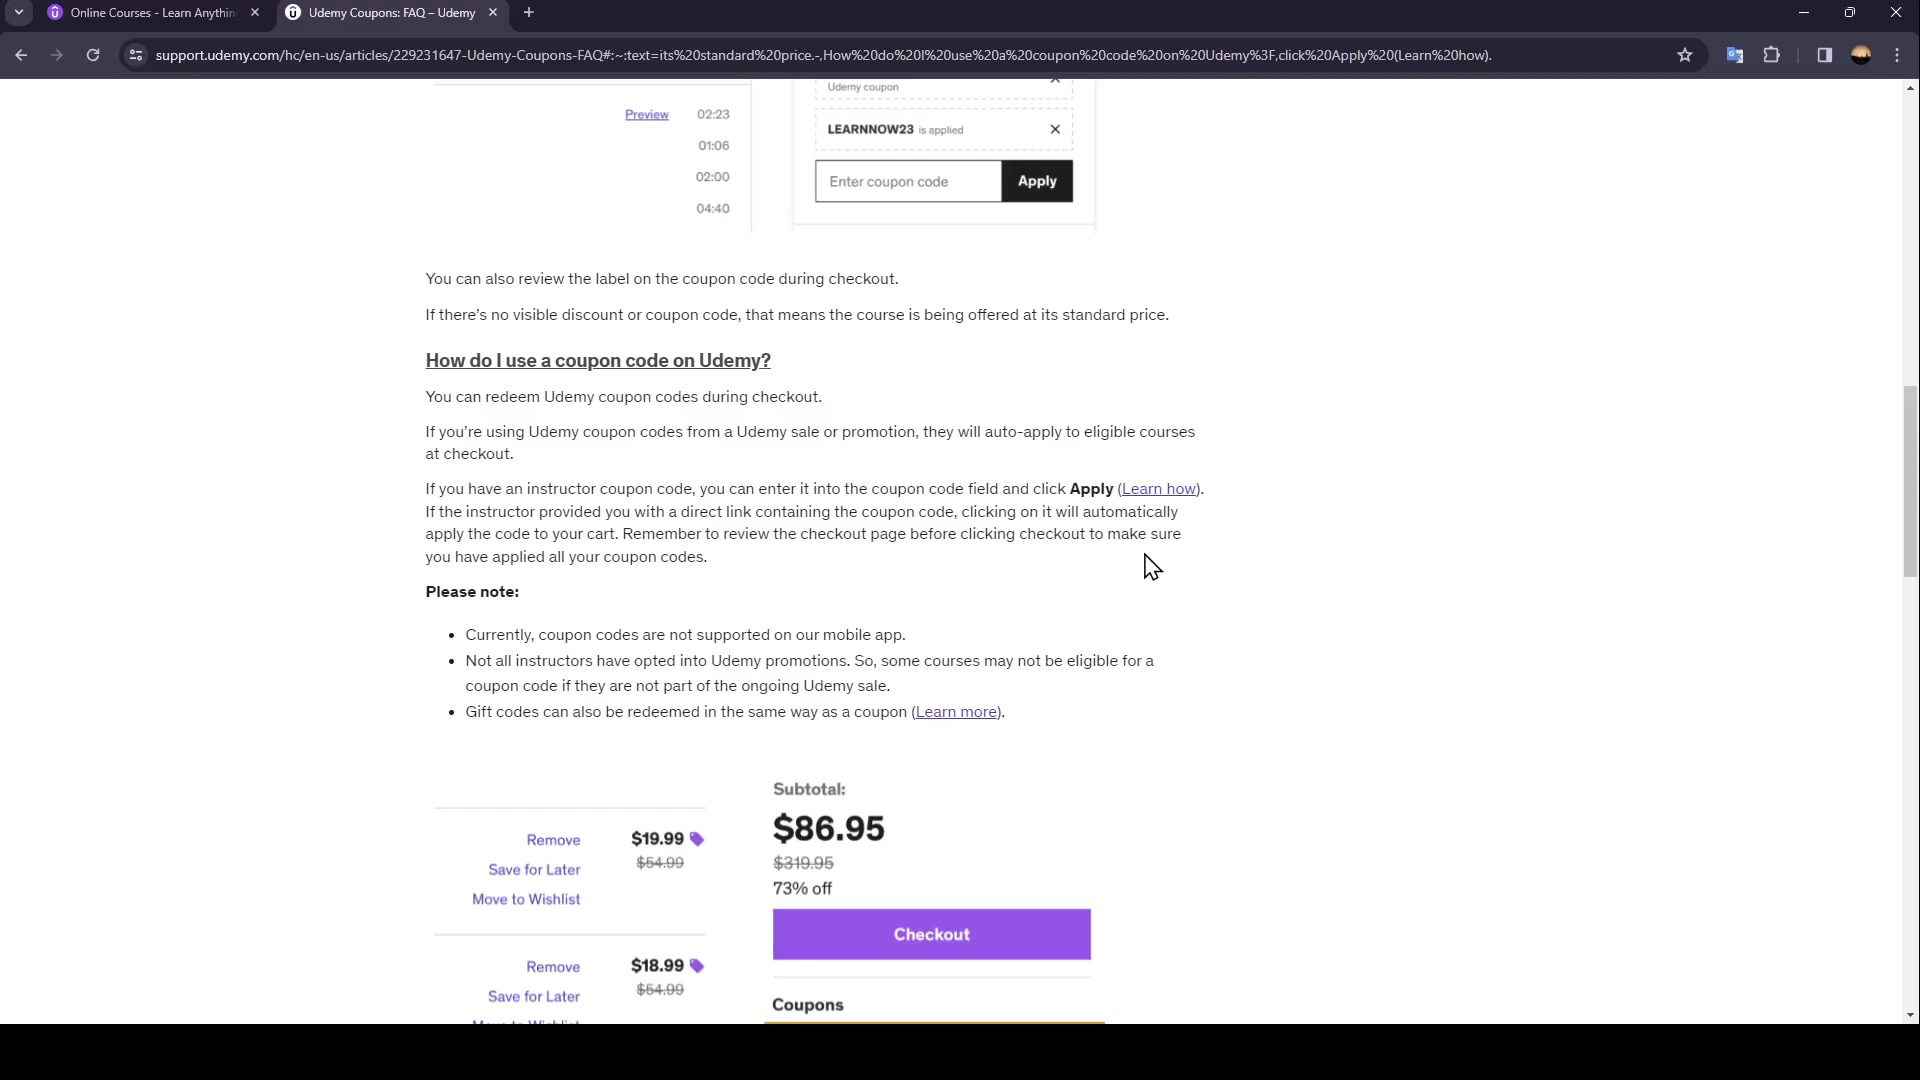 Online Courses - Learn Anythin
Udemy Coupons: FAQ – Udemy
support.udemy.com/hc/en-us/articles/229231647-Udemy-Coupons-FAQ#:~:text=its%20standard%20price.-,How%20do%20I%20use%20a%20coupon%20code%20on%20Udemy%3F,click%20Apply%20(Learn%20how).
Udemy coupon
Preview 02:23
LEARNNOW23 is applied
01:06
02:00
Enter coupon code Apply
04:40
You can also review the label on the coupon code during checkout.
If there’s no visible discount or coupon code, that means the course is being offered at its standard price.
How do I use a coupon code on Udemy?
You can redeem Udemy coupon codes during checkout.
If you’re using Udemy coupon codes from a Udemy sale or promotion, they will auto-apply to eligible courses
at checkout.
If you have an instructor coupon code, you can enter it into the coupon code field and click Apply (Learn how).
If the instructor provided you with a direct link containing the coupon code, clicking on it will automatically
apply the code to your cart. Remember to review the checkout page before clicking checkout to make sure
you have applied all your coupon codes.
Please note:
• Currently, coupon codes are not supported on our mobile app.
• Not all instructors have opted into Udemy promotions. So, some courses may not be eligible for a
coupon code if they are not part of the ongoing Udemy sale.
• Gift codes can also be redeemed in the same way as a coupon (Learn more).
Remove $19.99
Save for Later $54.99
Move to Wishlist
Remove $18.99
Save for Later $54.99
Move to Wishlist
Subtotal:
$86.95
$319.95
73% off
Checkout
Coupons